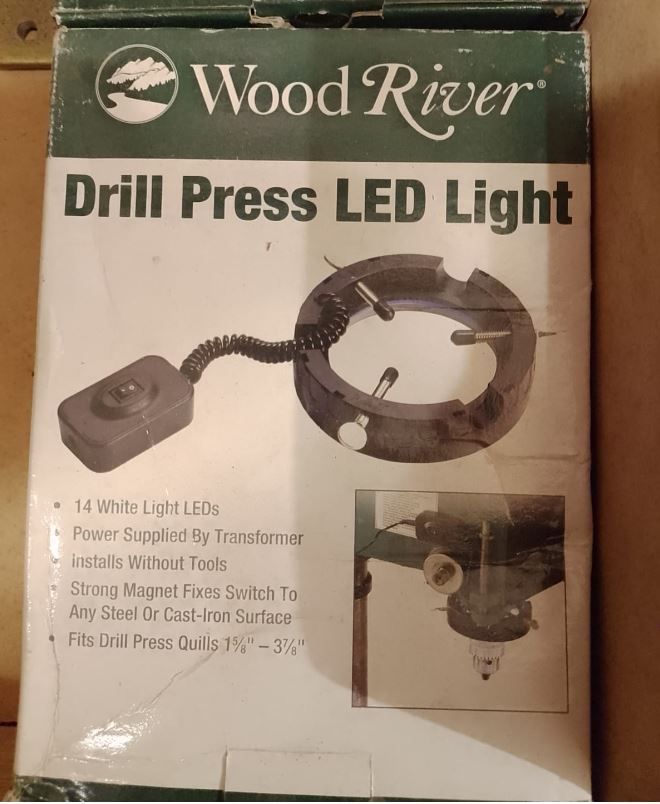 Wood River®
Drill Press LED Light
• 14 White Light LEDs
• Power Supplied By Transformer
• Installs Without Tools
• Strong Magnet Fixes Switch To
Any Steel Or Cast-Iron Surface
• Fits Drill Press Quills 1⅝" – 3⅞"